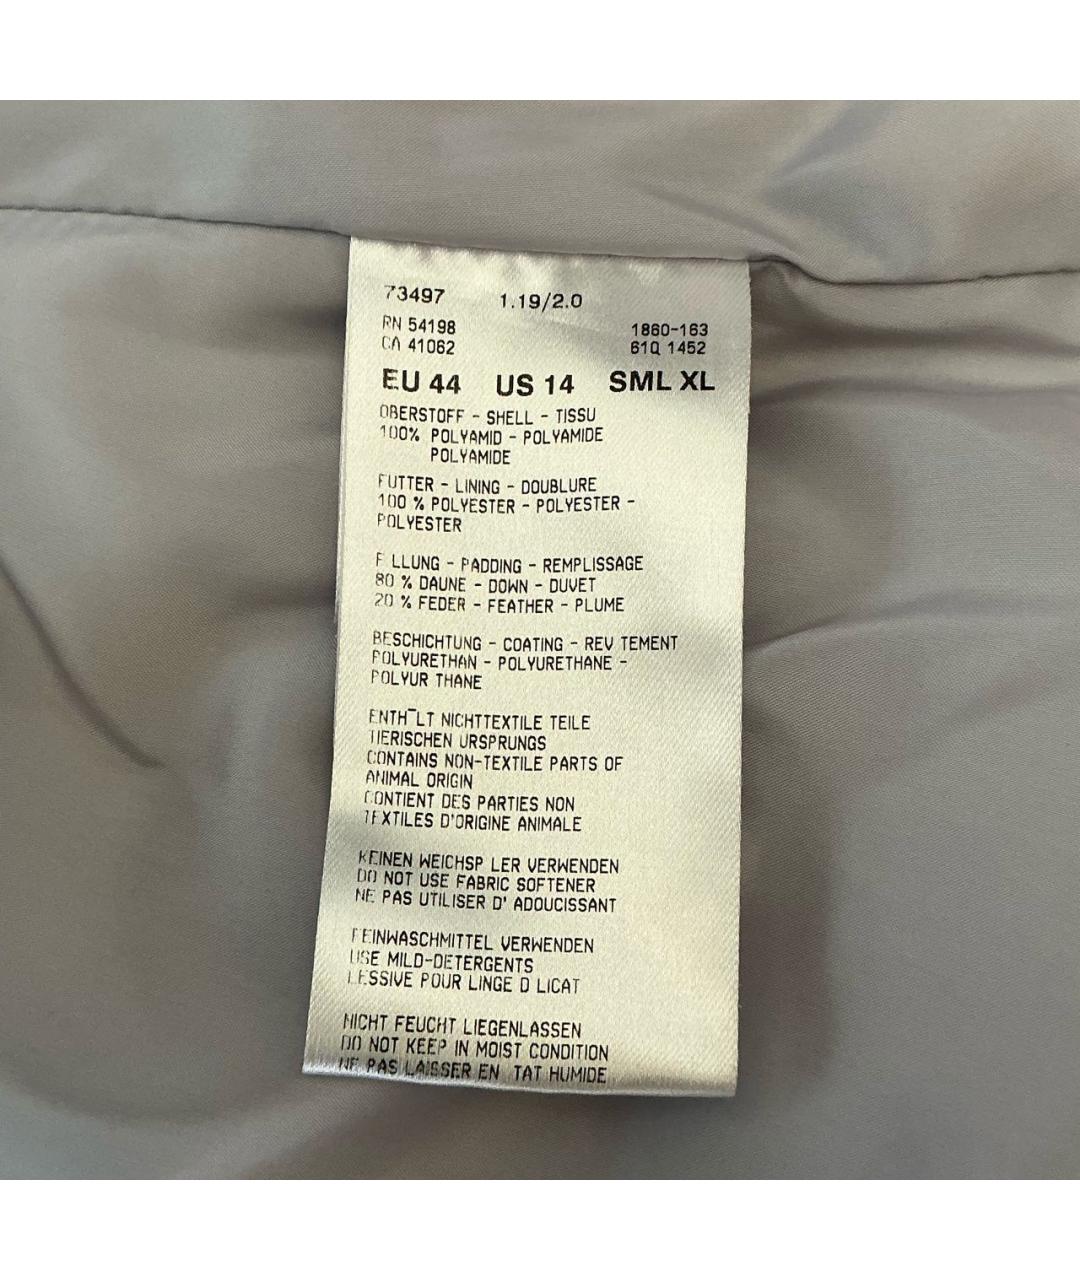 73497 1.19/2.0
RN 54198 1860-163
CA 41062 61Q 1452
EU 44 US 14 SML XL
OBERSTOFF - SHELL - TISSU
100% POLYAMID - POLYAMIDE
POLYAMIDE
FUTTER - LINING - DOUBLURE
100 % POLYESTER - POLYESTER -
POLYESTER
F LLUNG - PADDING - REMPLISSAGE
80 % DAUNE - DOWN - DUVET
20 % FEDER - FEATHER - PLUME
BESCHICHTUNG - COATING - REV TEMENT
POLYURETHAN - POLYURETHANE -
POLYUR THANE
ENTH¯LT NICHTTEXTILE TEILE
TIERISCHEN URSPRUNGS
CONTAINS NON-TEXTILE PARTS OF
ANIMAL ORIGIN
CONTIENT DES PARTIES NON
TEXTILES D'ORIGINE ANIMALE
KEINEN WEICHSP LER VERWENDEN
DO NOT USE FABRIC SOFTENER
NE PAS UTILISER D' ADOUCISSANT
FEINWASCHMITTEL VERWENDEN
USE MILD-DETERGENTS
LESSIVE POUR LINGE D LICAT
NICHT FEUCHT LIEGENLASSEN
DO NOT KEEP IN MOIST CONDITION
NE PAS LAISSER EN TAT HUMIDE